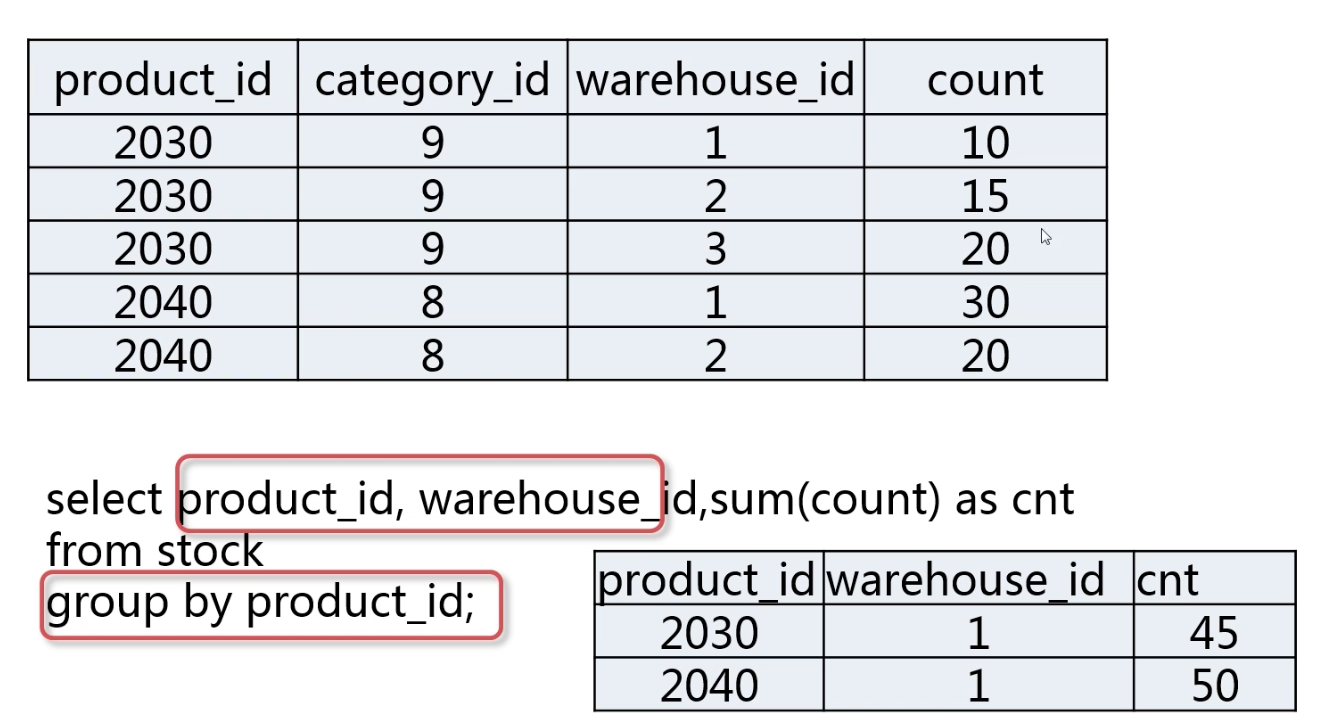 product_id category_id warehouse_id count
2030 9 1 10
2030 9 2 15
2030 9 3 20
2040 8 1 30
2040 8 2 20
select product_id, warehouse_id,sum(count) as cnt
from stock
group by product_id;
product_id warehouse_id cnt
2030 1 45
2040 1 50